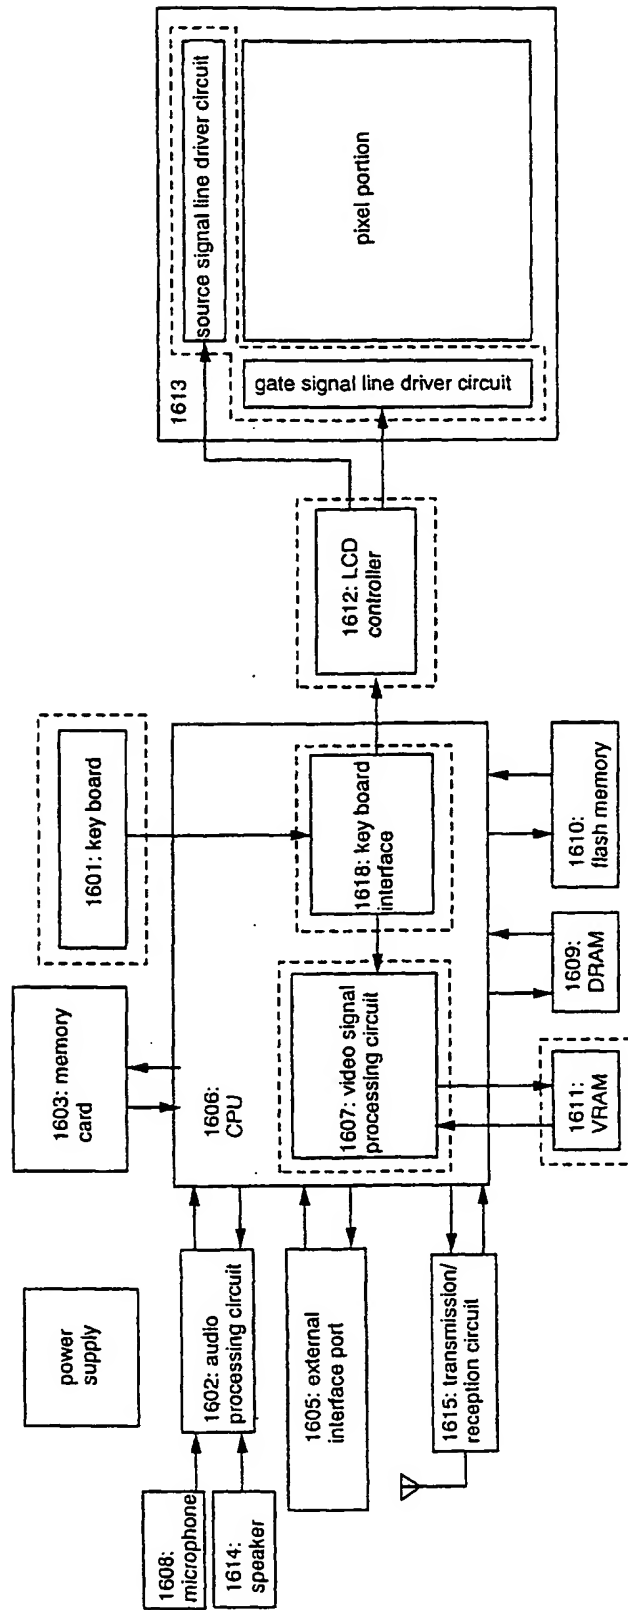 power
supply
1608:
microphone
1614:
speaker
1602: audio
processing circuit
1605: external
interface port
1615: transmission/
reception circuit
1603: memory
card
1601: key board
1606:
CPU
1607: video signal
processing circuit
1618: key board
interface
1611:
VRAM
1609:
DRAM
1610:
flash memory
1612: LCD
controller
1613
source signal line driver circuit
gate signal line driver circuit
pixel portion